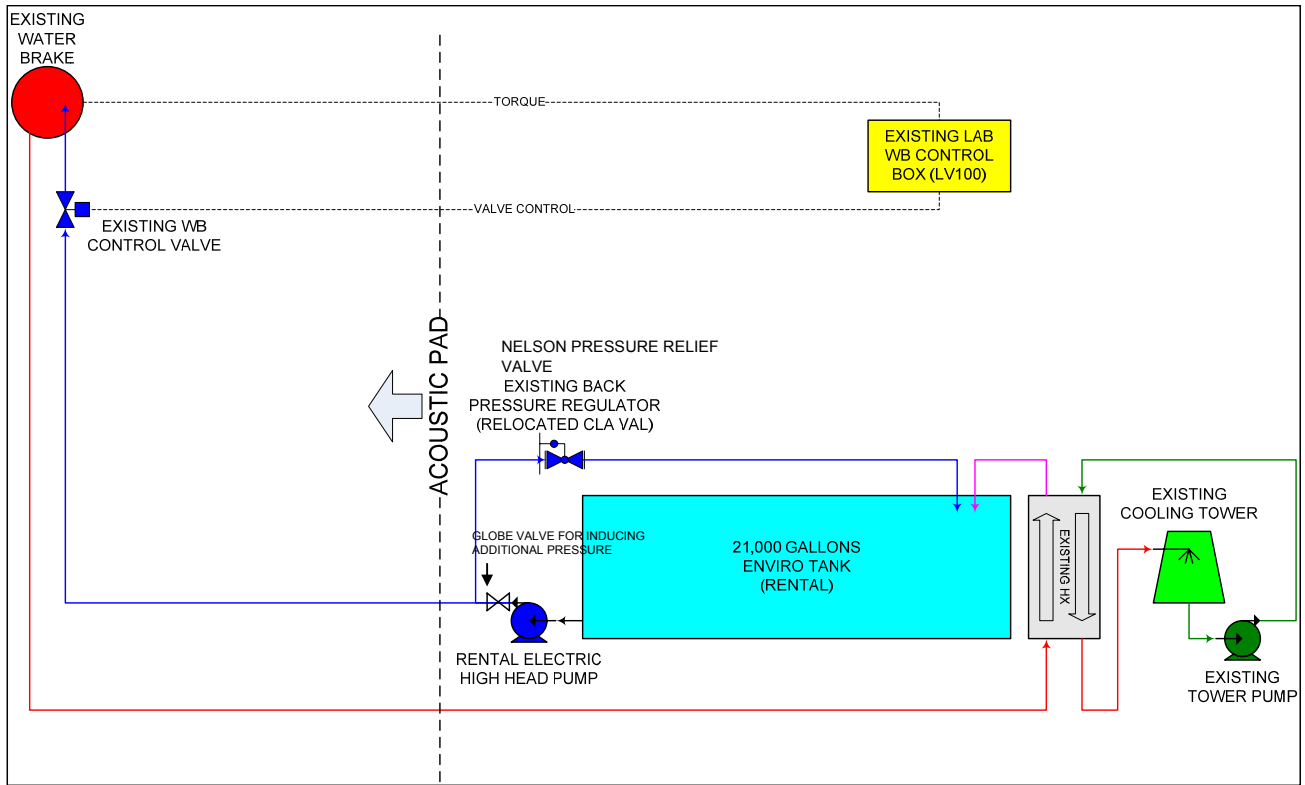 EXISTING
WATER
BRAKE
TORQUE
EXISTING LAB
WB CONTROL
BOX (LV100)
VALVE CONTROL
EXISTING WB
CONTROL VALVE
ACOUSTIC PAD
NELSON PRESSURE RELIEF
VALVE
EXISTING BACK
PRESSURE REGULATOR
(RELOCATED CLA VAL)
GLOBE VALVE FOR INDUCING
ADDITIONAL PRESSURE
21,000 GALLONS
ENVIRO TANK
(RENTAL)
EXISTING HX
EXISTING
COOLING TOWER
RENTAL ELECTRIC
HIGH HEAD PUMP
EXISTING
TOWER PUMP